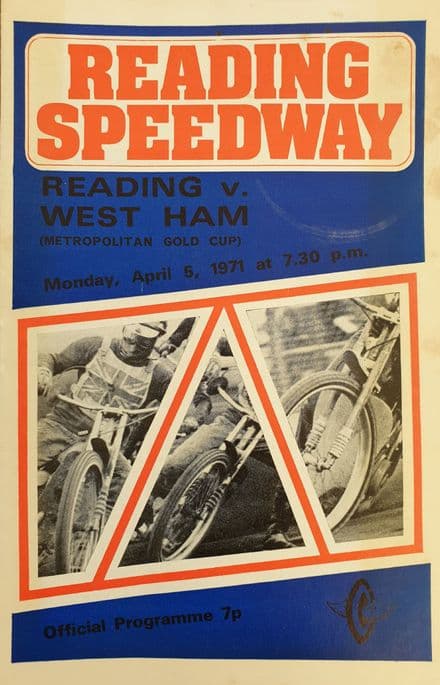 READING
SPEEDWAY
READING v.
WEST HAM
(METROPOLITAN GOLD CUP)
Monday, April 5, 1971 at 7.30 p.m.
Official Programme 7p